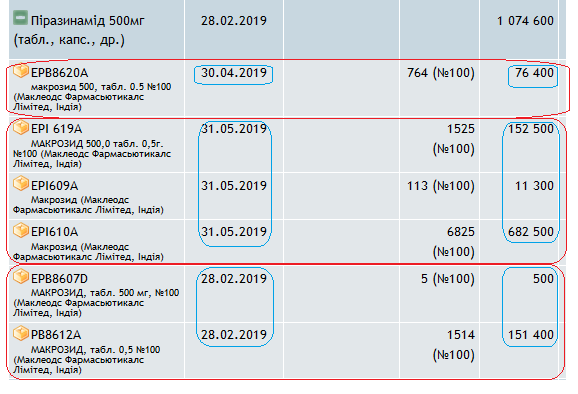 Піразинамід 500мг 28.02.2019 1 074 600
(табл., капс., др.)
EPB8620A 30.04.2019 764 (№100) 76 400
макрозид 500, табл. 0.5 №100
(Маклеодс Фармасьютикалс
Лімітед, Індія)
EPI 619A 31.05.2019 1525 152 500
МАКРОЗИД 500,0 табл. 0,5г. (№100)
№100 (Маклеодс Фармасьютикалс
Лімітед, Індія)
EPI609A 31.05.2019 113 (№100) 11 300
Макрозид (Маклеодс
Фармасьютикалс Лімітед, Індія)
EPI610A 31.05.2019 6825 682 500
Макрозид (Маклеодс (№100)
Фармасьютикалс Лімітед, Індія)
EPB8607D 28.02.2019 5 (№100) 500
МАКРОЗИД, табл. 500 мг, №100
(Маклеодс Фармасьютикалс
Лімітед, Індія)
PB8612A 28.02.2019 1514 151 400
МАКРОЗИД, табл. 0,5 №100 (№100)
(Маклеодс Фармасьютикалс
Лімітед, Індія)